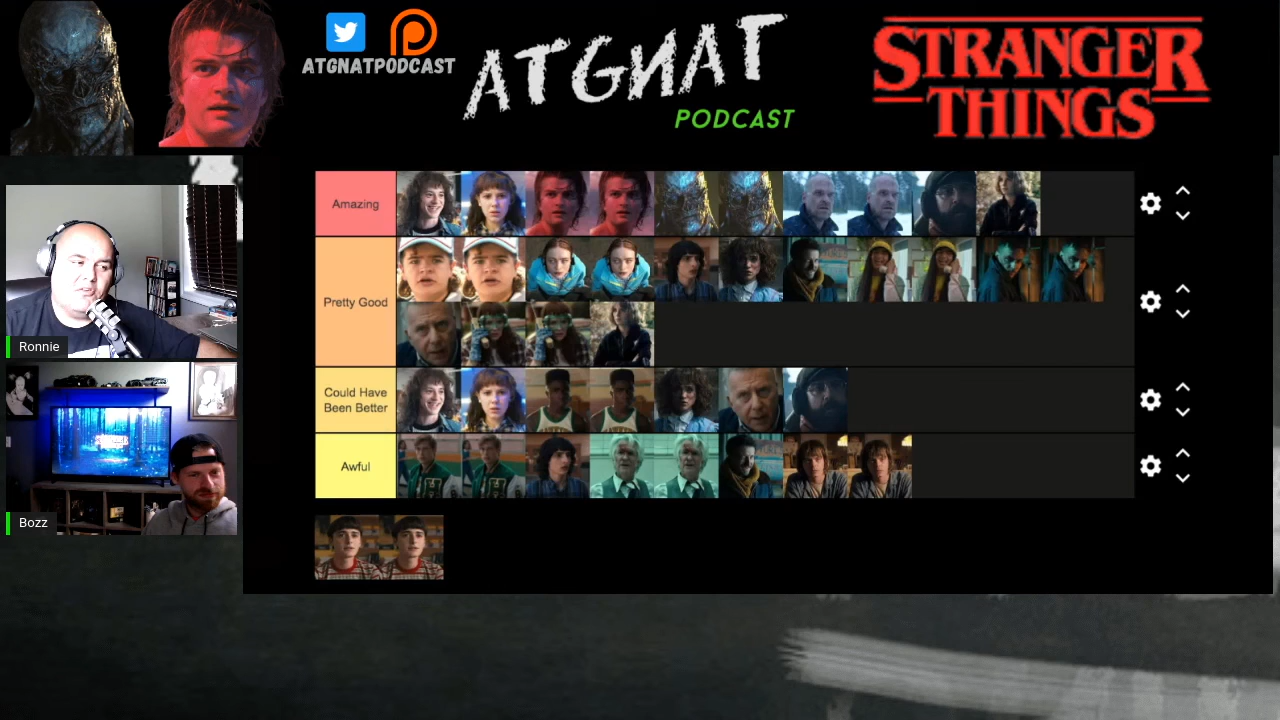 ATGNATPODCAST
ATGNAT
PODCAST
STRANGER
THINGS
Amazing
Pretty Good
Could Have
Been Better
Awful
Ronnie
Bozz
H